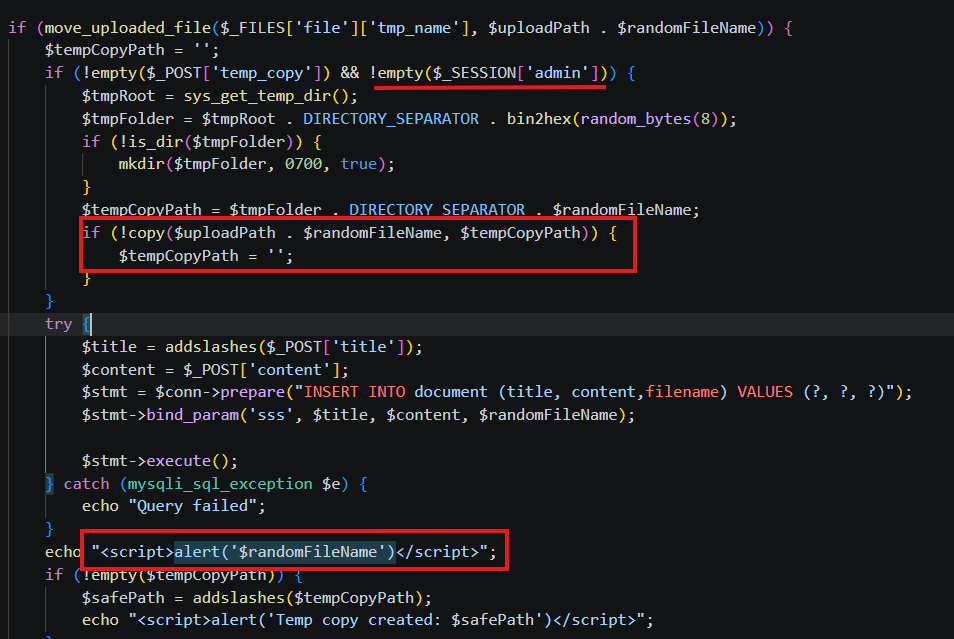 if (move_uploaded_file($_FILES['file']['tmp_name'], $uploadPath . $randomFileName)) {
    $tempCopyPath = '';
    if (!empty($_POST['temp_copy']) && !empty($_SESSION['admin'])) {
        $tmpRoot = sys_get_temp_dir();
        $tmpFolder = $tmpRoot . DIRECTORY_SEPARATOR . bin2hex(random_bytes(8));
        if (!is_dir($tmpFolder)) {
            mkdir($tmpFolder, 0700, true);
        }
        $tempCopyPath = $tmpFolder . DIRECTORY_SEPARATOR . $randomFileName;
        if (!copy($uploadPath . $randomFileName, $tempCopyPath)) {
            $tempCopyPath = '';
        }
    }
    try {
        $title = addslashes($_POST['title']);
        $content = $_POST['content'];
        $stmt = $conn->prepare("INSERT INTO document (title, content,filename) VALUES (?, ?, ?)");
        $stmt->bind_param('sss', $title, $content, $randomFileName);

        $stmt->execute();
    } catch (mysqli_sql_exception $e) {
        echo "Query failed";
    }
    echo "<script>alert('$randomFileName')</script>";
    if (!empty($tempCopyPath)) {
        $safePath = addslashes($tempCopyPath);
        echo "<script>alert('Temp copy created: $safePath')</script>";